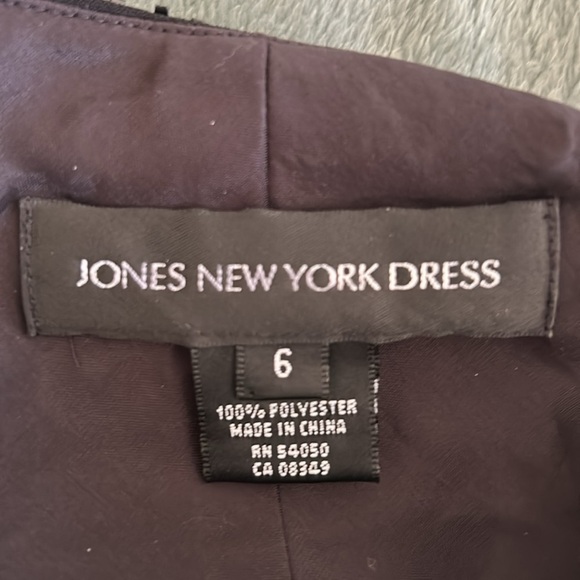 JONES NEW YORK DRESS
6
100% POLYESTER
MADE IN CHINA
RN 54050
CA 08349